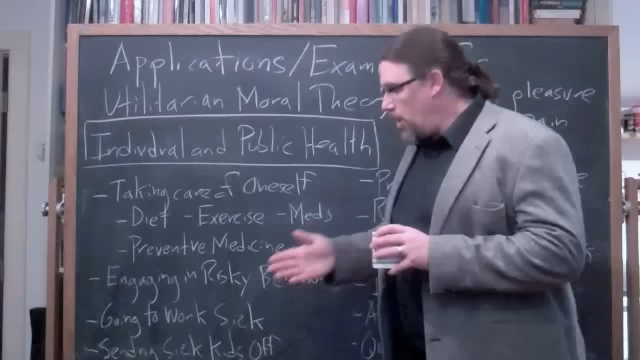 Applications/Exam
Utilitarian Moral Theor
pleasure
Individual and Public Health
- Taking care of Oneself
- Diet - Exercise - Meds
- Preventive Medicine
- Engaging in Risky
- Going to Work Sick
- Sending Sick Kids Off